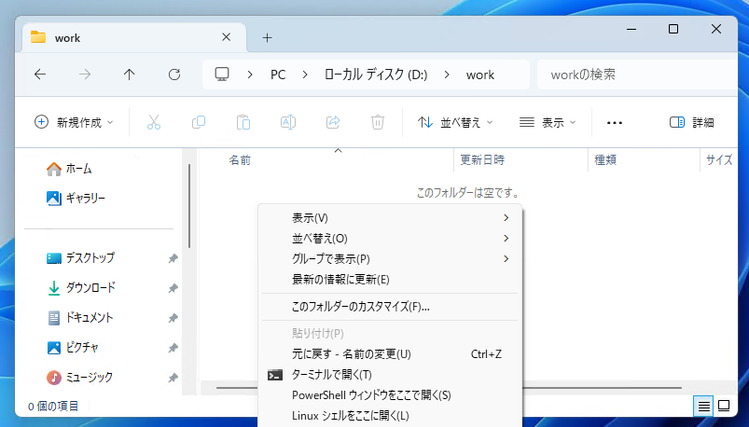 work
PC ローカル ディスク (D:) work workの検索
新規作成 並べ替え 表示 詳細
名前 更新日時 種類 サイズ
ホーム
ギャラリー
このフォルダーは空です。
デスクトップ
ダウンロード
ドキュメント
ピクチャ
ミュージック
表示(V)
並べ替え(O)
グループで表示(P)
最新の情報に更新(E)
このフォルダーのカスタマイズ(F)...
貼り付け(P)
元に戻す - 名前の変更(U) Ctrl+Z
ターミナルで開く(T)
PowerShell ウィンドウをここで開く(S)
Linux シェルをここに開く(L)
0 個の項目